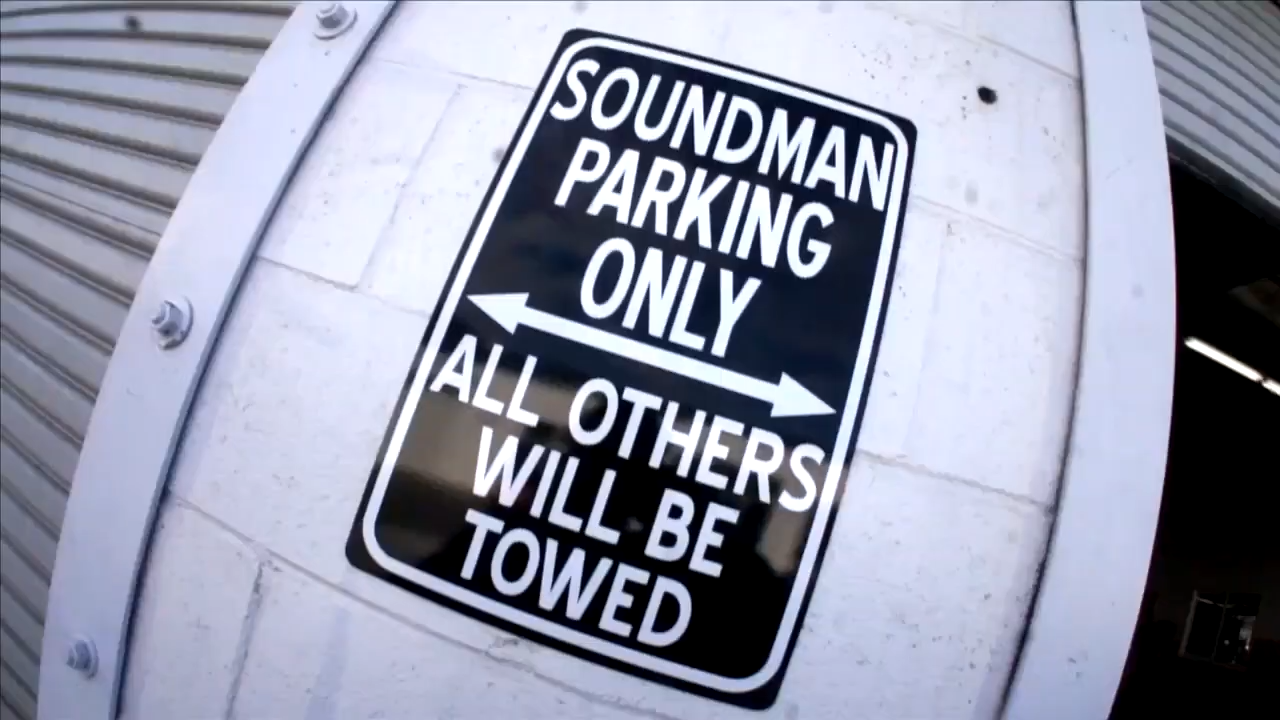 SOUNDMAN
PARKING
ONLY
ALL OTHERS
WILL BE
TOWED